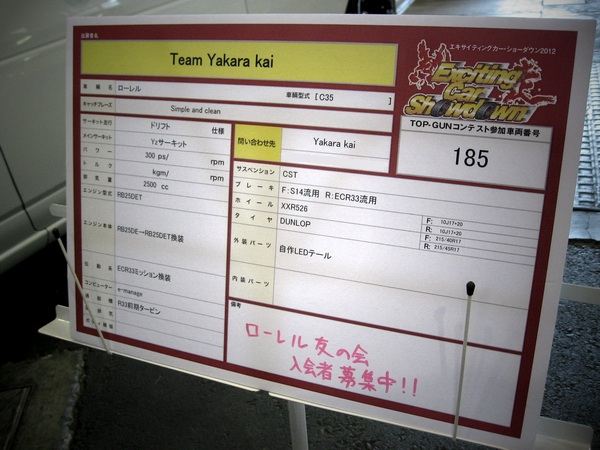 出展者名
Team Yakara kai
エキサイティングカー・ショーダウン2012
Exciting
Car
Showdown
TOP-GUNコンテスト参加車両番号
185
車輌名 ローレル 車輌型式 [ C35 ]
キャッチフレーズ Simple and clean
サーキット走行 ドリフト 仕様
メインサーキット Yzサーキット
パワー 300 ps/ rpm
トルク kgm/ rpm
排気量 2500 cc
エンジン型式 RB25DET
エンジン本体 RB25DE→RB25DET換装
駆動系 ECR33ミッション換装
コンピューター e-manage
過給機 R33前期タービン
問い合わせ先 Yakara kai
サスペンション CST
ブレーキ F:S14流用 R:ECR33流用
ホイール XXR526 F: 10J17+20
R: 10J17+20
タイヤ DUNLOP F: 215/40R17
R: 215/45R17
外装パーツ 自作LEDテール
内装パーツ
備考
ローレル友の会
入会者募集中!!